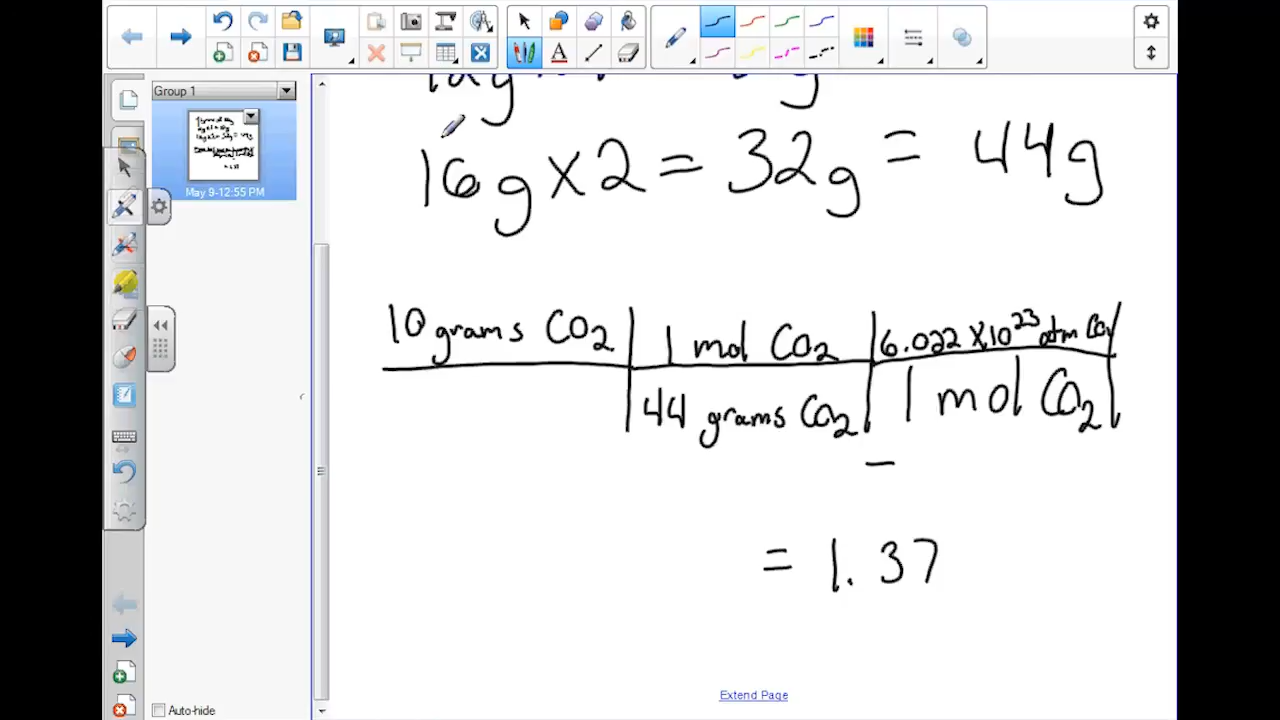 Group 1
May 9-12:55 PM
16g x 2 = 32g = 44g
10 grams CO2 | 1 mol CO2 | 6.022 x 10^23 atm CO2
44 grams CO2 | 1 mol CO2
= 1.37
Extend Page
Auto-hide